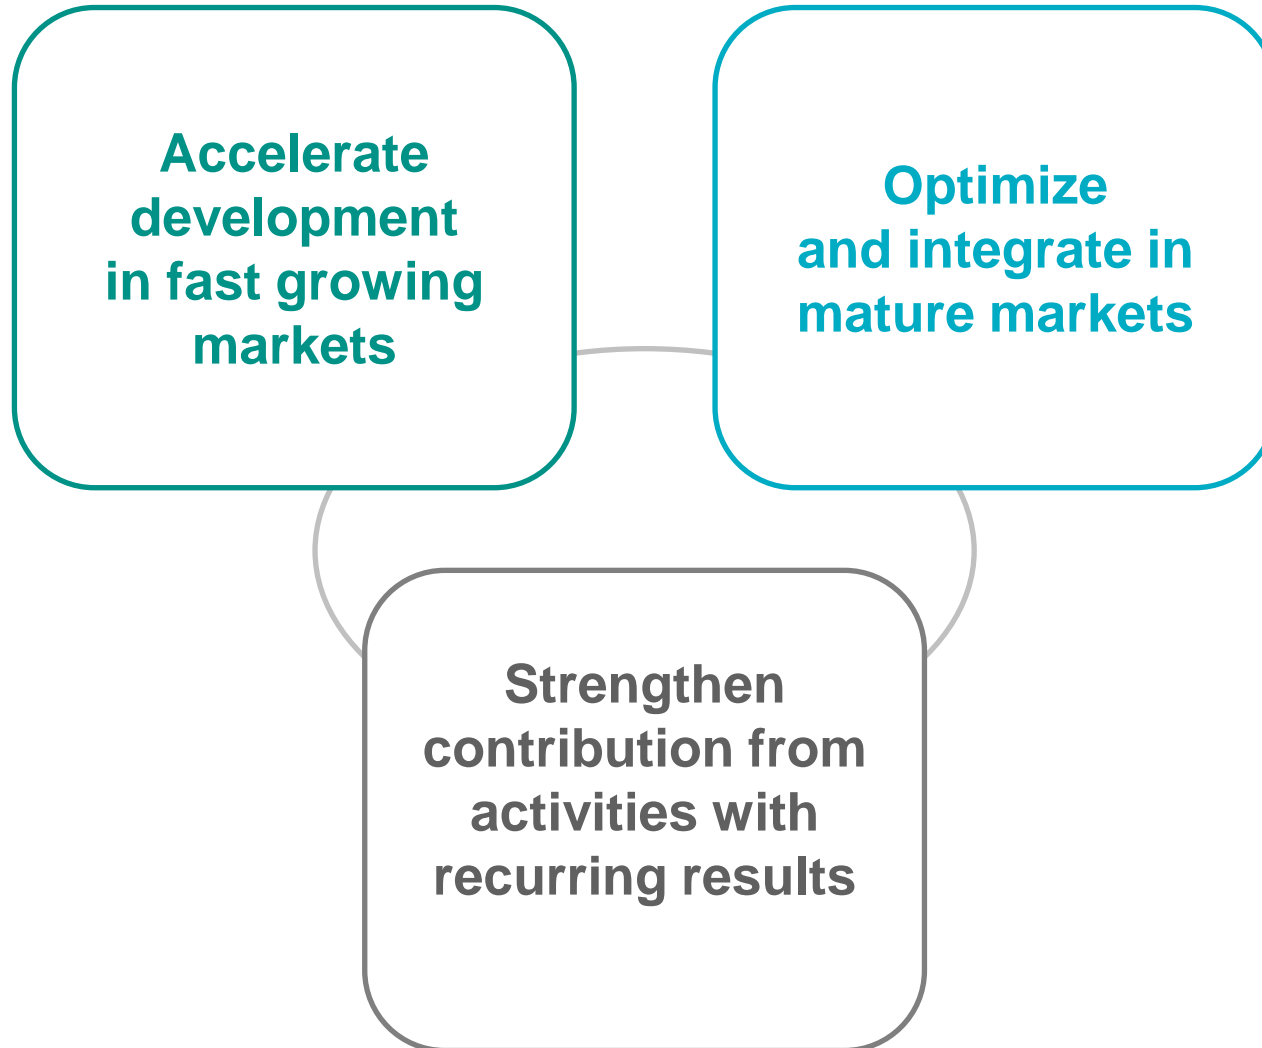 Accelerate
development
in fast growing
markets
Optimize
and integrate in
mature markets
Strengthen
contribution from
activities with
recurring results